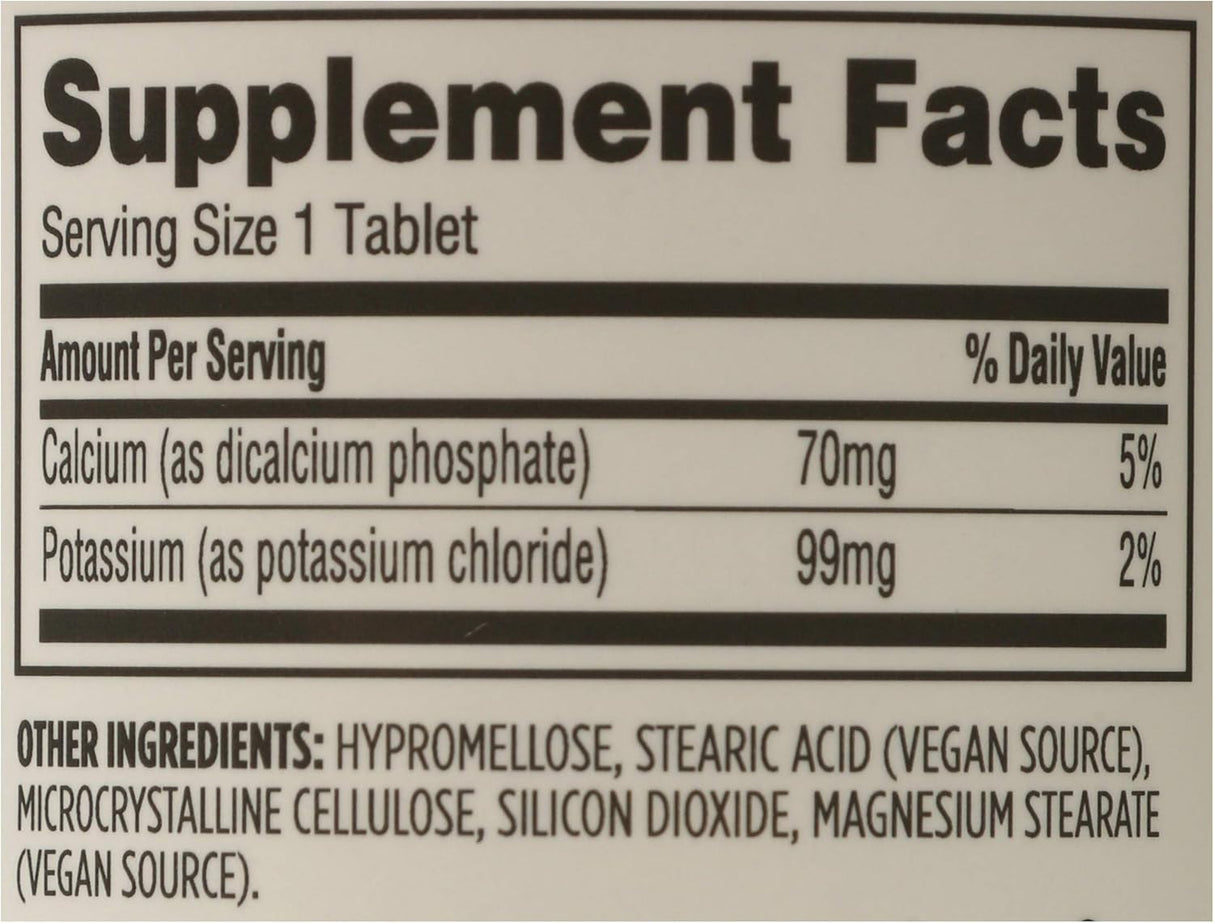 Supplement Facts
Serving Size 1 Tablet
Amount Per Serving % Daily Value
Calcium (as dicalcium phosphate) 70mg 5%
Potassium (as potassium chloride) 99mg 2%
OTHER INGREDIENTS: HYPROMELLOSE, STEARIC ACID (VEGAN SOURCE),
MICROCRYSTALLINE CELLULOSE, SILICON DIOXIDE, MAGNESIUM STEARATE
(VEGAN SOURCE).